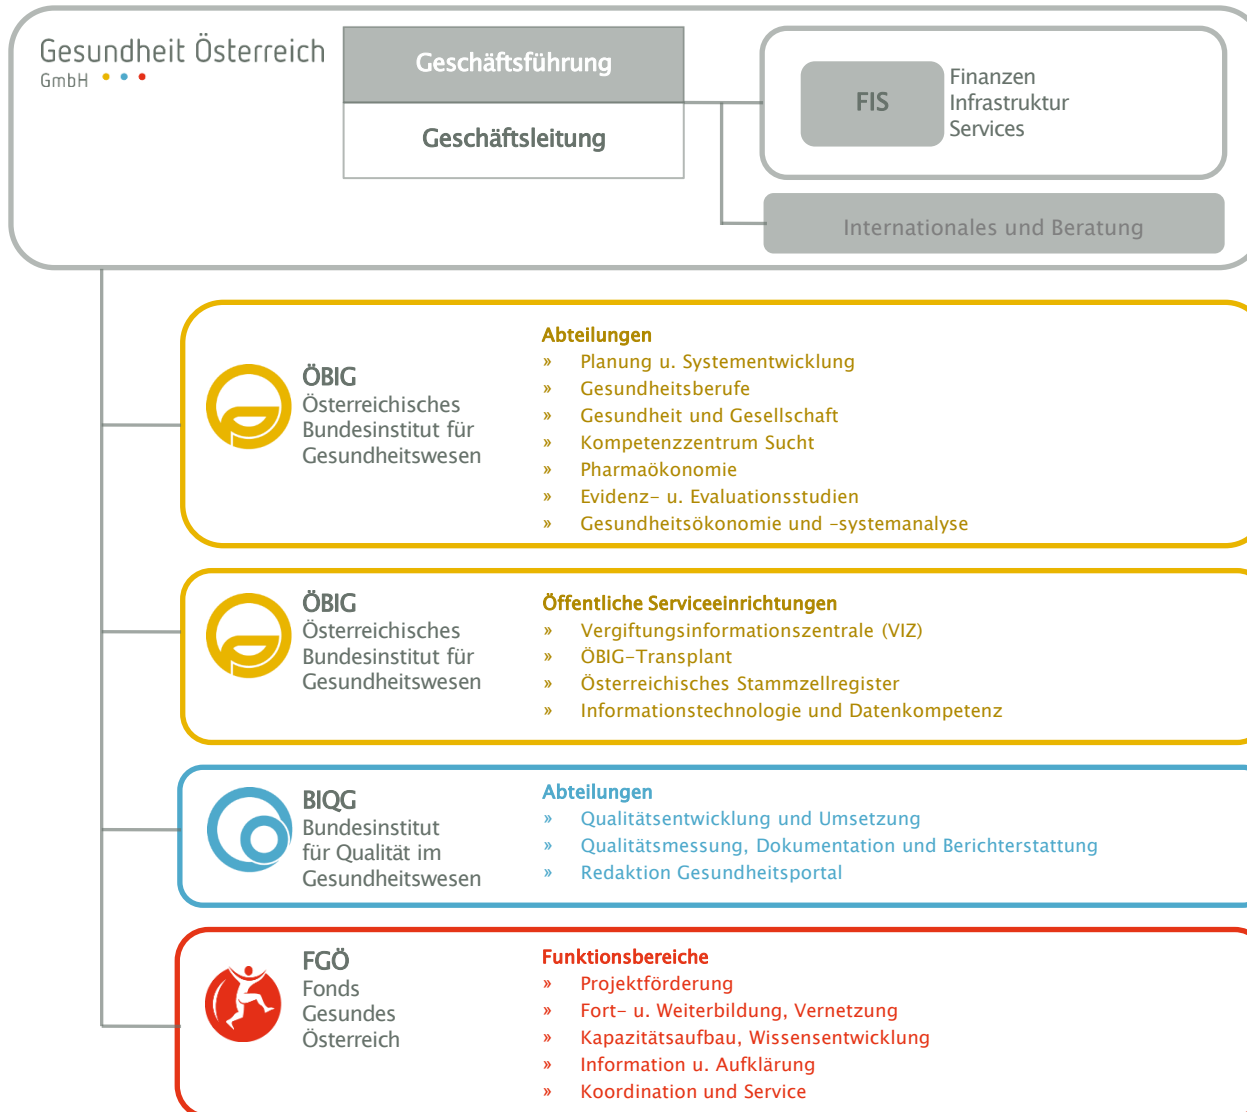 Gesundheit Österreich
GmbH
Geschäftsführung
Geschäftsleitung
FIS
Finanzen
Infrastruktur
Services
Internationales und Beratung
ÖBIG
Österreichisches
Bundesinstitut für
Gesundheitswesen
Abteilungen
» Planung u. Systementwicklung
» Gesundheitsberufe
» Gesundheit und Gesellschaft
» Kompetenzzentrum Sucht
» Pharmaökonomie
» Evidenz- u. Evaluationsstudien
» Gesundheitsökonomie und -systemanalyse
ÖBIG
Österreichisches
Bundesinstitut für
Gesundheitswesen
Öffentliche Serviceeinrichtungen
» Vergiftungsinformationszentrale (VIZ)
» ÖBIG-Transplant
» Österreichisches Stammzellregister
» Informationstechnologie und Datenkompetenz
BIQG
Bundesinstitut
für Qualität im
Gesundheitswesen
Abteilungen
» Qualitätsentwicklung und Umsetzung
» Qualitätsmessung, Dokumentation und Berichterstattung
» Redaktion Gesundheitsportal
FGÖ
Fonds
Gesundes
Österreich
Funktionsbereiche
» Projektförderung
» Fort- u. Weiterbildung, Vernetzung
» Kapazitätsaufbau, Wissensentwicklung
» Information u. Aufklärung
» Koordination und Service